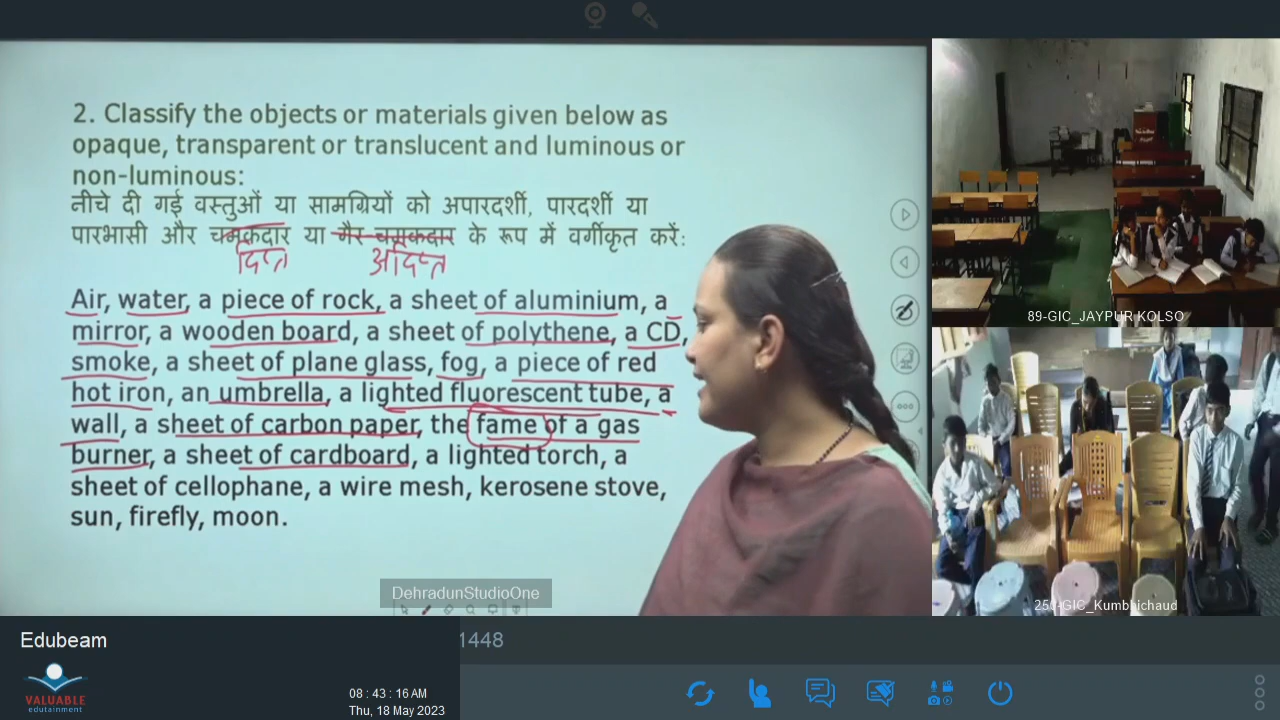 2. Classify the objects or materials given below as
opaque, transparent or translucent and luminous or
non-luminous:
नीचे दी गई वस्तुओं या सामग्रियों को अपारदर्शी, पारदर्शी या
पारभासी और चमकदार या गैर चमकदार के रूप में वर्गीकृत करें:
Air, water, a piece of rock, a sheet of aluminium, a
mirror, a wooden board, a sheet of polythene, a CD,
smoke, a sheet of plane glass, fog, a piece of red
hot iron, an umbrella, a lighted fluorescent tube, a
wall, a sheet of carbon paper, the fame of a gas
burner, a sheet of cardboard, a lighted torch, a
sheet of cellophane, a wire mesh, kerosene stove,
sun, firefly, moon.
DehradunStudioOne
89-GIC_JAYPUR KOLSO
GIC_Kumbhichaud
Edubeam
1448
VALUABLE
edutainment
08 : 43 : 16 AM
Thu, 18 May 2023